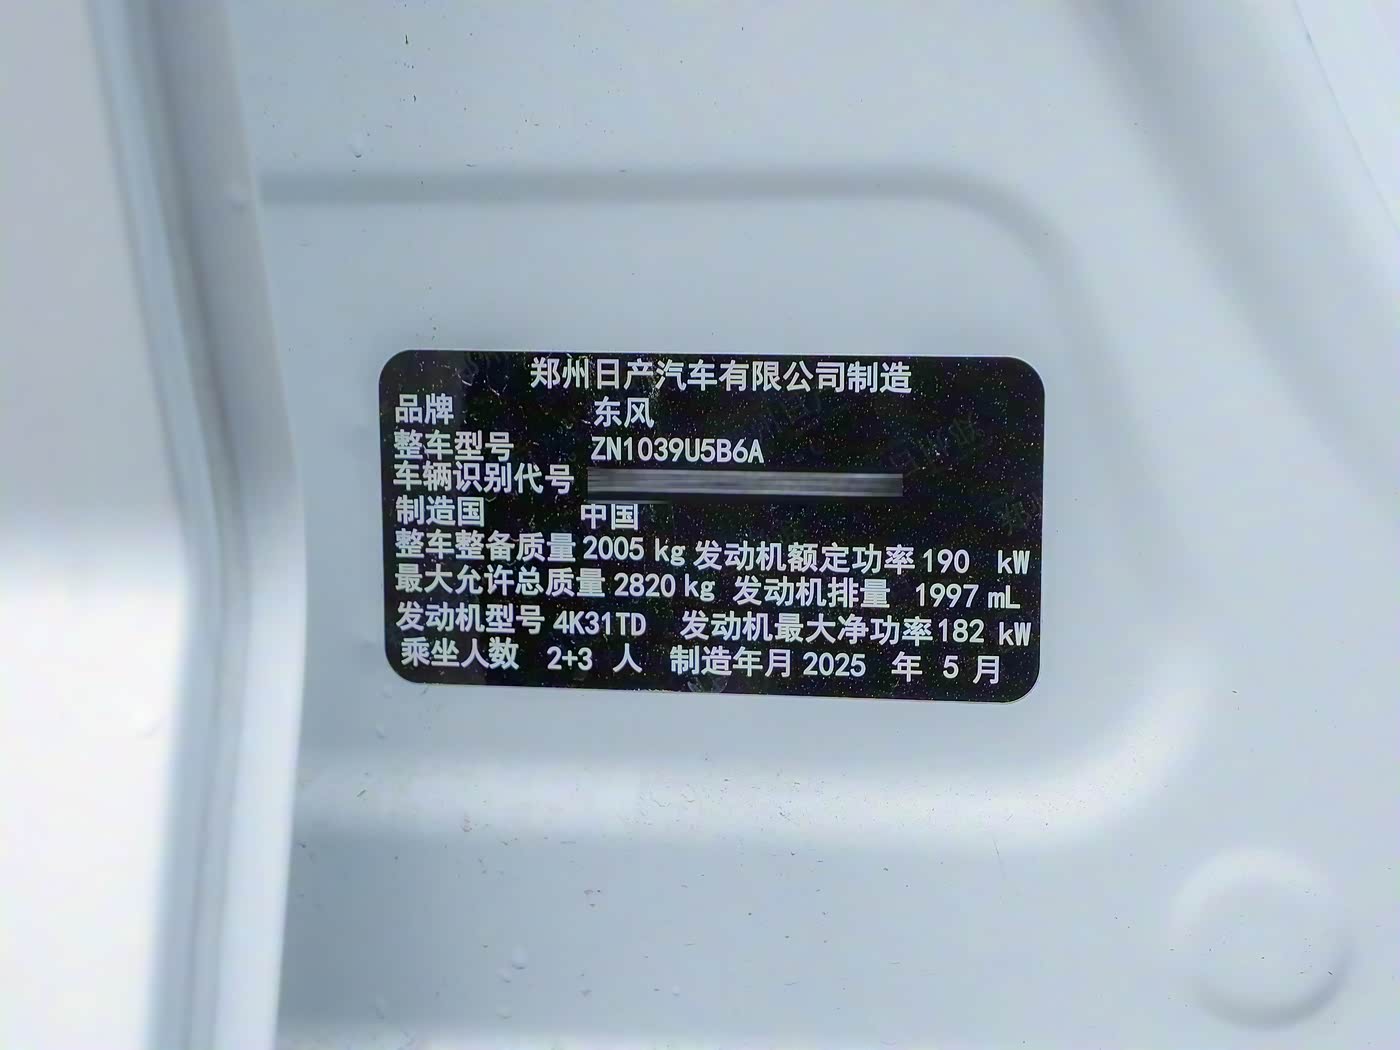 郑州日产汽车有限公司制造
品牌 东风
整车型号 ZN1039U5B6A
车辆识别代号
制造国 中国
整车整备质量 2005 kg 发动机额定功率 190 kW
最大允许总质量 2820 kg 发动机排量 1997 mL
发动机型号 4K31TD 发动机最大净功率 182 kW
乘坐人数 2+3 人 制造年月 2025 年 5 月